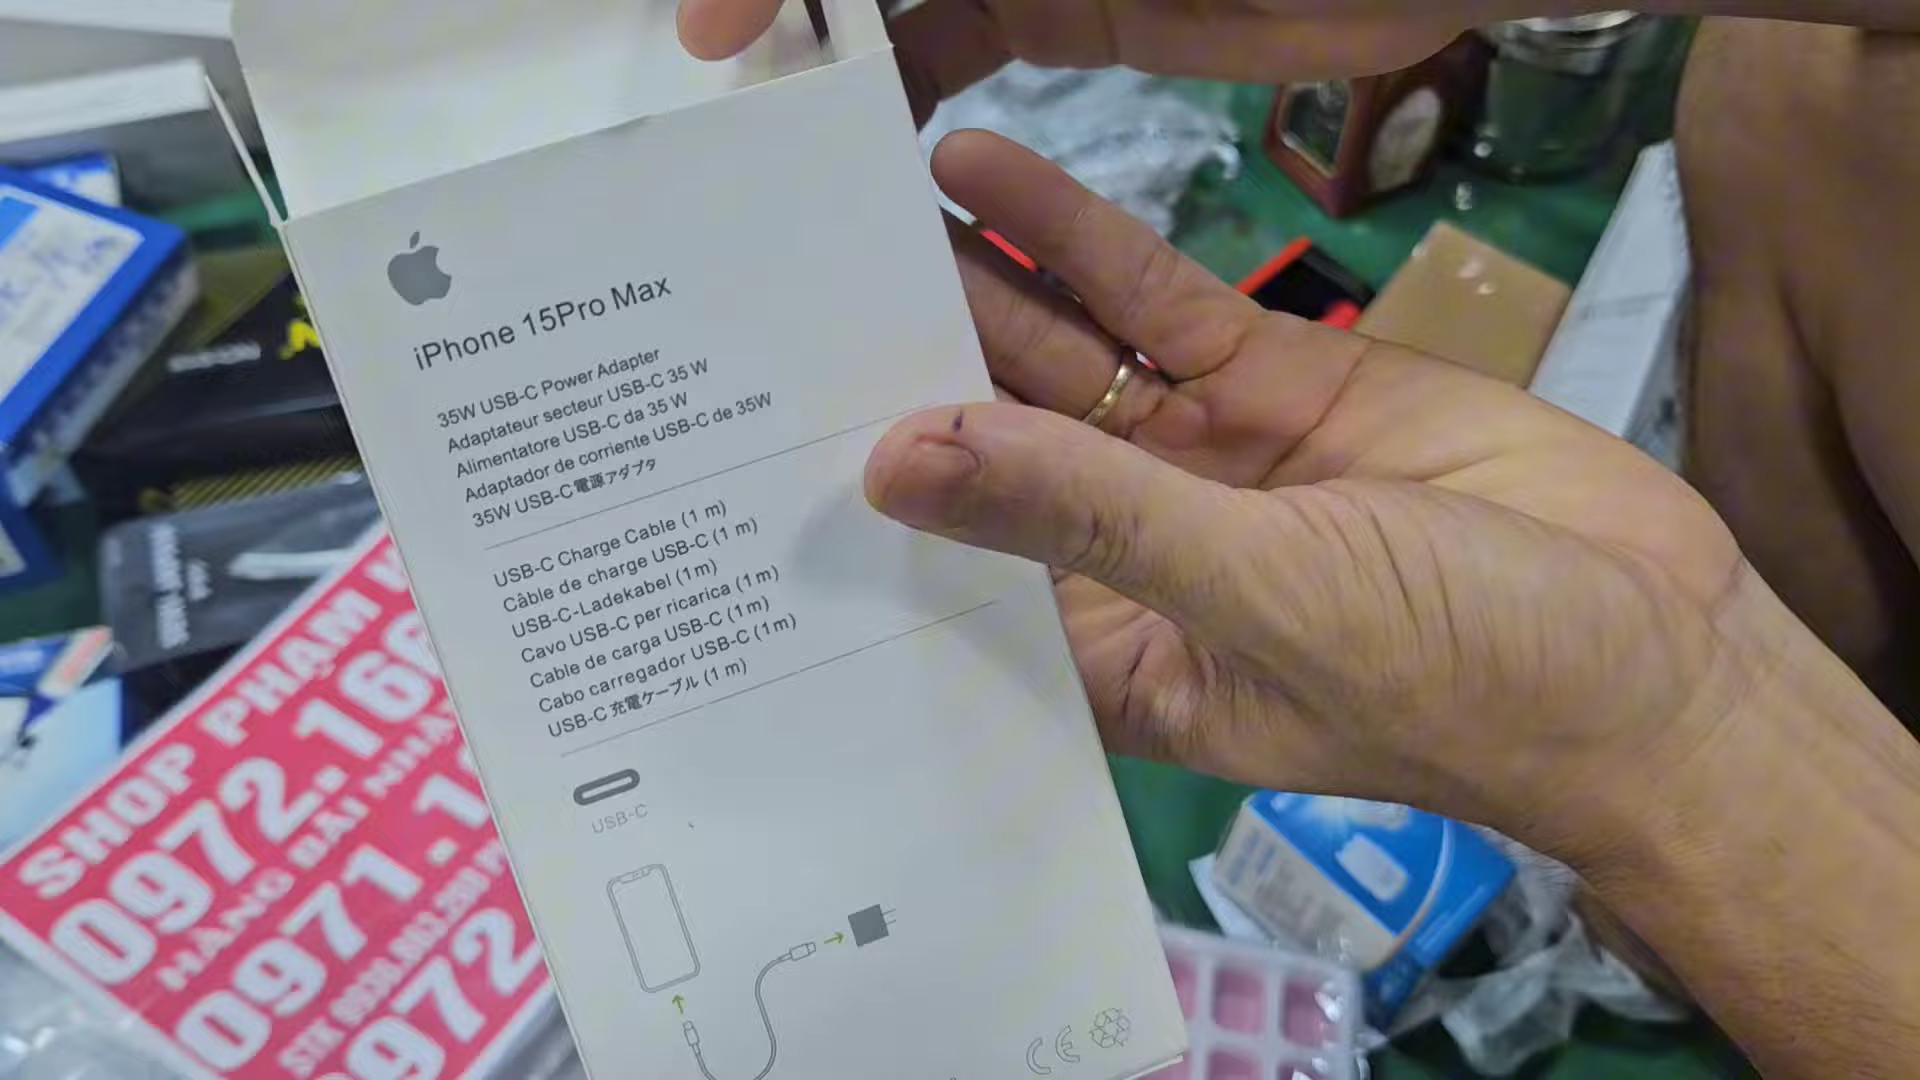 iPhone 15Pro Max
35W USB-C Power Adapter
Adaptateur secteur USB-C 35 W
Alimentatore USB-C da 35 W
Adaptador de corriente USB-C de 35W
35W USB-C電源アダプタ
USB-C Charge Cable (1 m)
Câble de charge USB-C (1 m)
USB-C-Ladekabel (1 m)
Cavo USB-C per ricarica (1 m)
Cable de carga USB-C (1 m)
Cabo carregador USB-C (1 m)
USB-C 充電ケーブル (1 m)
USB-C
CE
SHOP PHẠM
0972.16
HÀNG BÃI NHẬT
0971.1
STK
0972